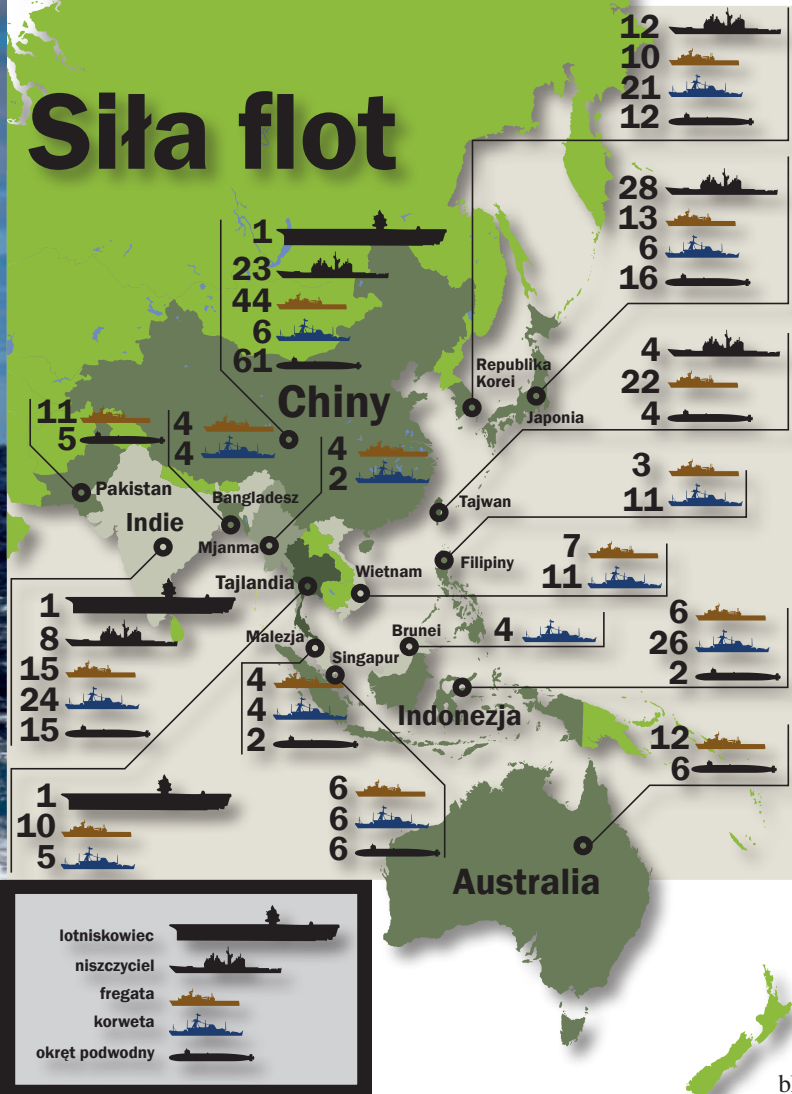 Siła flot
12
10
21
12
28
13
6
16
1
23
44
6
61
4
22
4
Republika
Korei
Japonia
Chiny
11
5
4
4
4
2
3
11
Pakistan
Bangladesz
Tajwan
Indie
Mjanma
Filipiny
7
11
Tajlandia
Wietnam
1
8
15
24
15
Malezja
Singapur
Brunei
4
6
26
2
4
4
2
Indonezja
12
6
1
10
5
6
6
6
Australia
lotniskowiec
niszczyciel
fregata
korweta
okręt podwodny